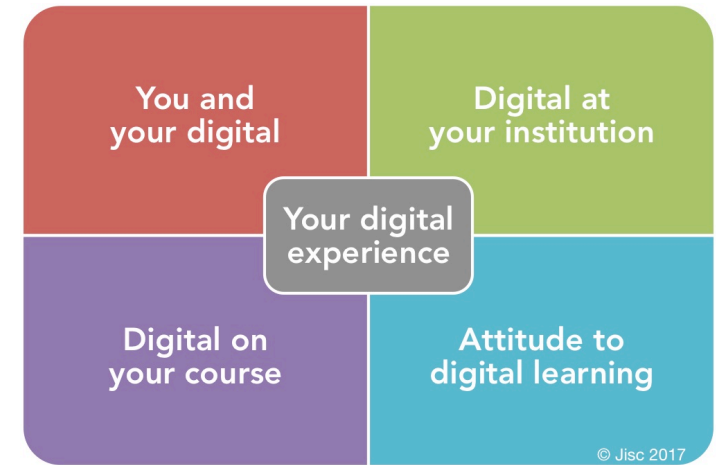 You and
your digital
Digital at
your institution
Your digital
experience
Digital on
your course
Attitude to
digital learning
© Jisc 2017